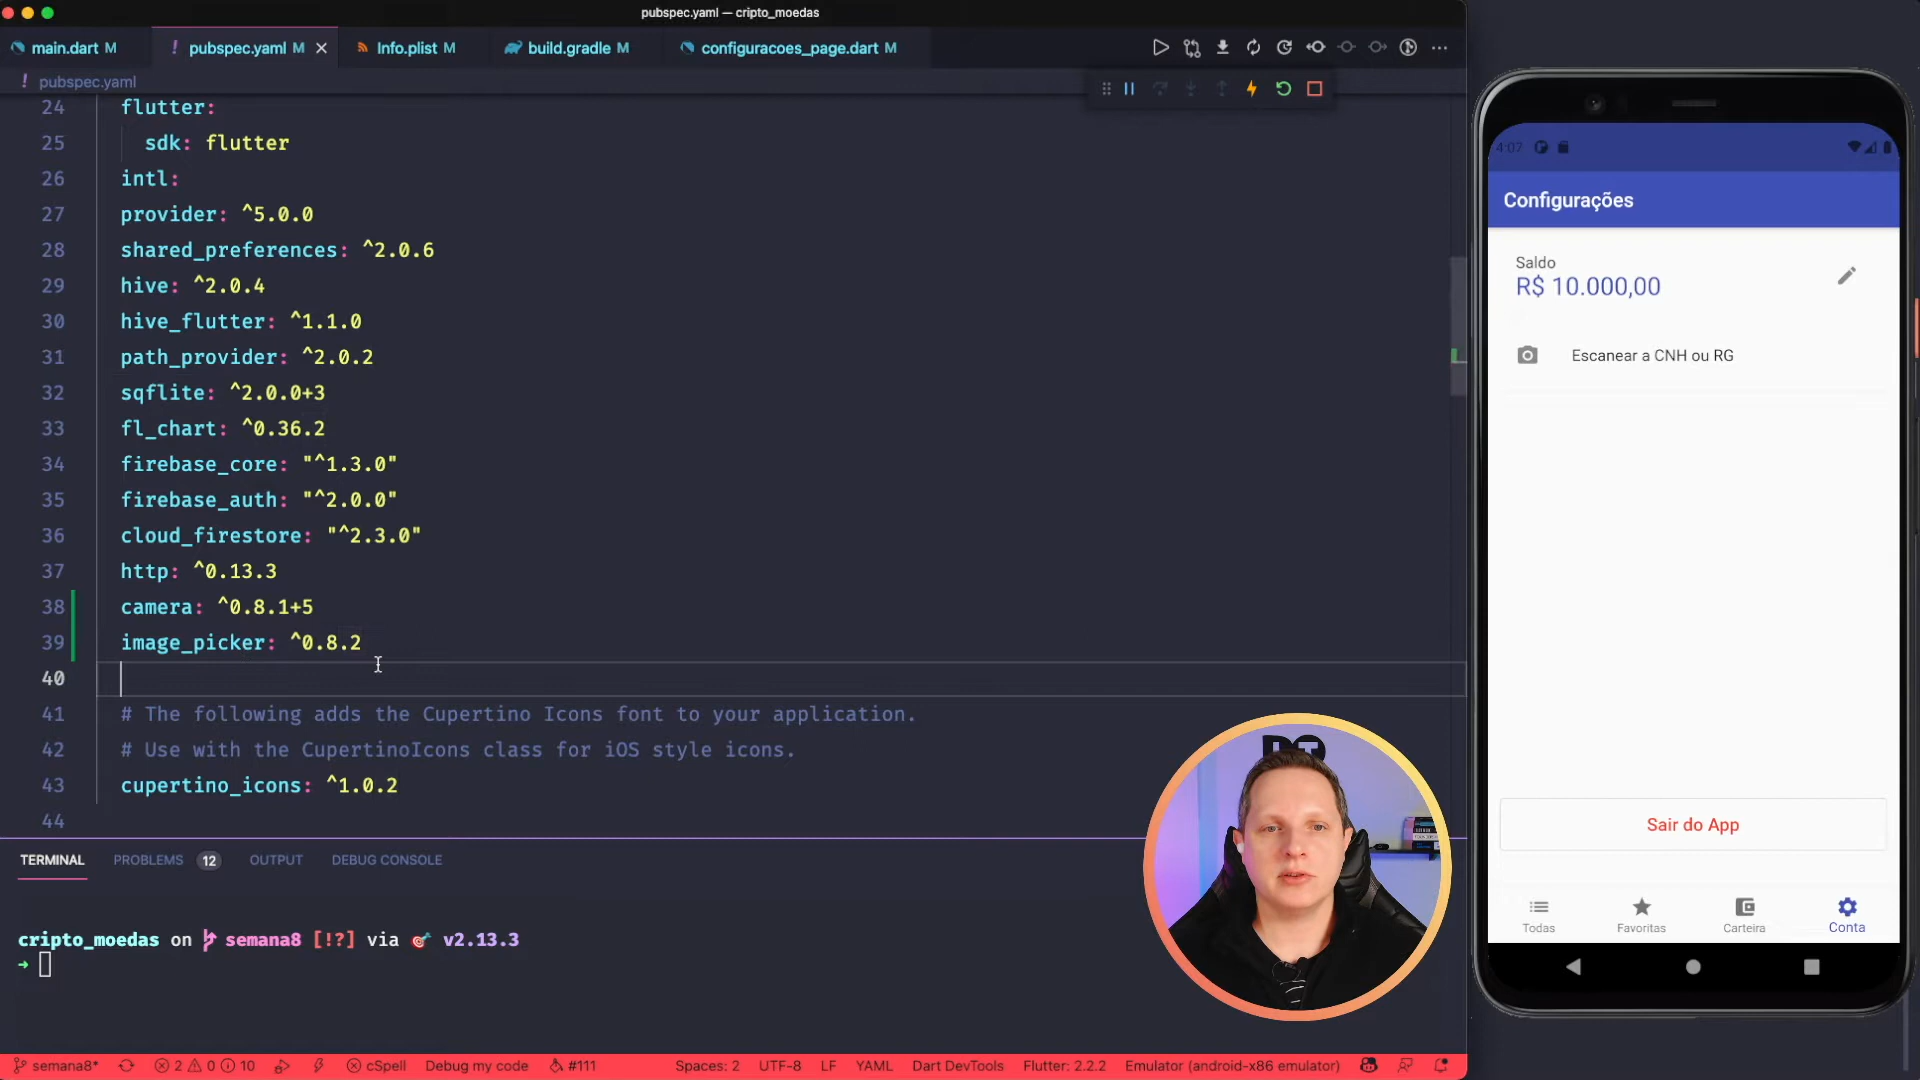 pubspec.yaml — cripto_moedas
main.dart M
! pubspec.yaml M
Info.plist M
build.gradle M
configuracoes_page.dart M
! pubspec.yaml
24 flutter:
25 sdk: flutter
26 intl:
27 provider: ^5.0.0
28 shared_preferences: ^2.0.6
29 hive: ^2.0.4
30 hive_flutter: ^1.1.0
31 path_provider: ^2.0.2
32 sqflite: ^2.0.0+3
33 fl_chart: ^0.36.2
34 firebase_core: "^1.3.0"
35 firebase_auth: "^2.0.0"
36 cloud_firestore: "^2.3.0"
37 http: ^0.13.3
38 camera: ^0.8.1+5
39 image_picker: ^0.8.2
40
41 # The following adds the Cupertino Icons font to your application.
42 # Use with the CupertinoIcons class for iOS style icons.
43 cupertino_icons: ^1.0.2
44
TERMINAL PROBLEMS 12 OUTPUT DEBUG CONSOLE
cripto_moedas on semana8 [!?] via v2.13.3
semana8* 2 0 10 cSpell Debug my code #111 Spaces: 2 UTF-8 LF YAML Dart DevTools Flutter: 2.2.2 Emulator (android-x86 emulator)
4:07
Configurações
Saldo
R$ 10.000,00
Escanear a CNH ou RG
Sair do App
Todas Favoritas Carteira Conta